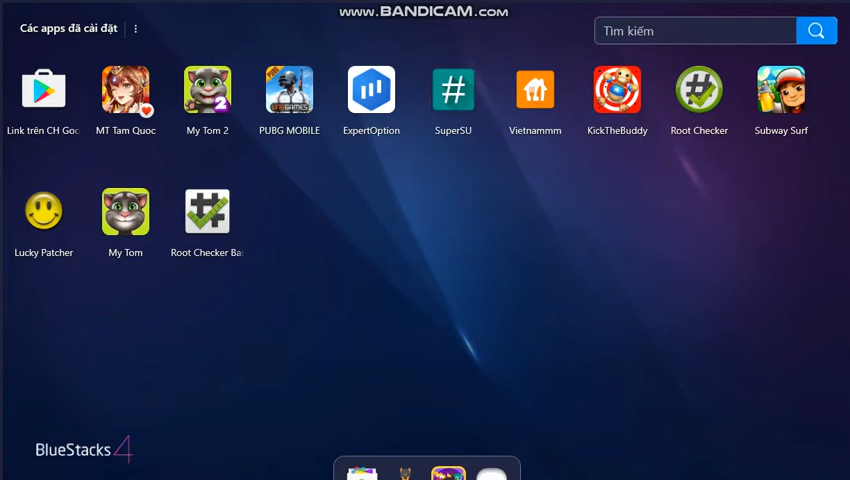 www.BANDICAM.com
Các apps đã cài đặt
Tìm kiếm
Link trên CH Goo
MT Tam Quoc
My Tom 2
PUBG MOBILE
ExpertOption
SuperSU
Vietnammm
KickTheBuddy
Root Checker
Subway Surf
Lucky Patcher
My Tom
Root Checker Bas
BlueStacks 4